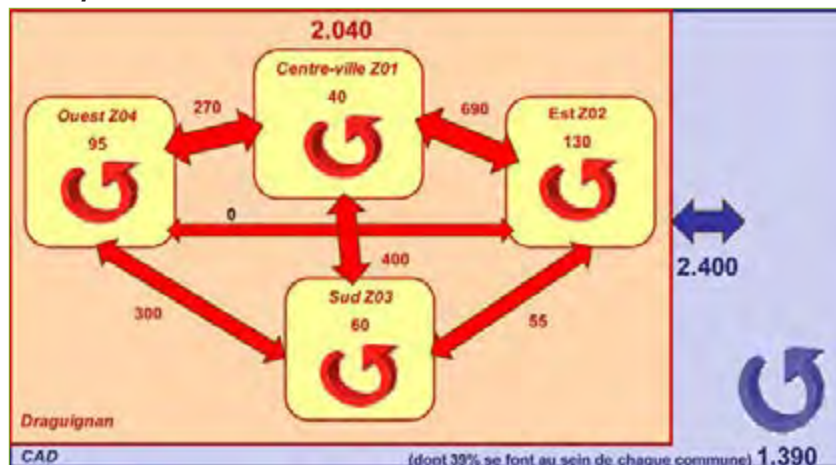 2.040
Centre-ville Z01
40
270
690
Ouest Z04
95
Est Z02
130
0
400
2.400
Sud Z03
60
300
55
Draguignan
CAD
(dont 39% se font au sein de chaque commune) 1.390